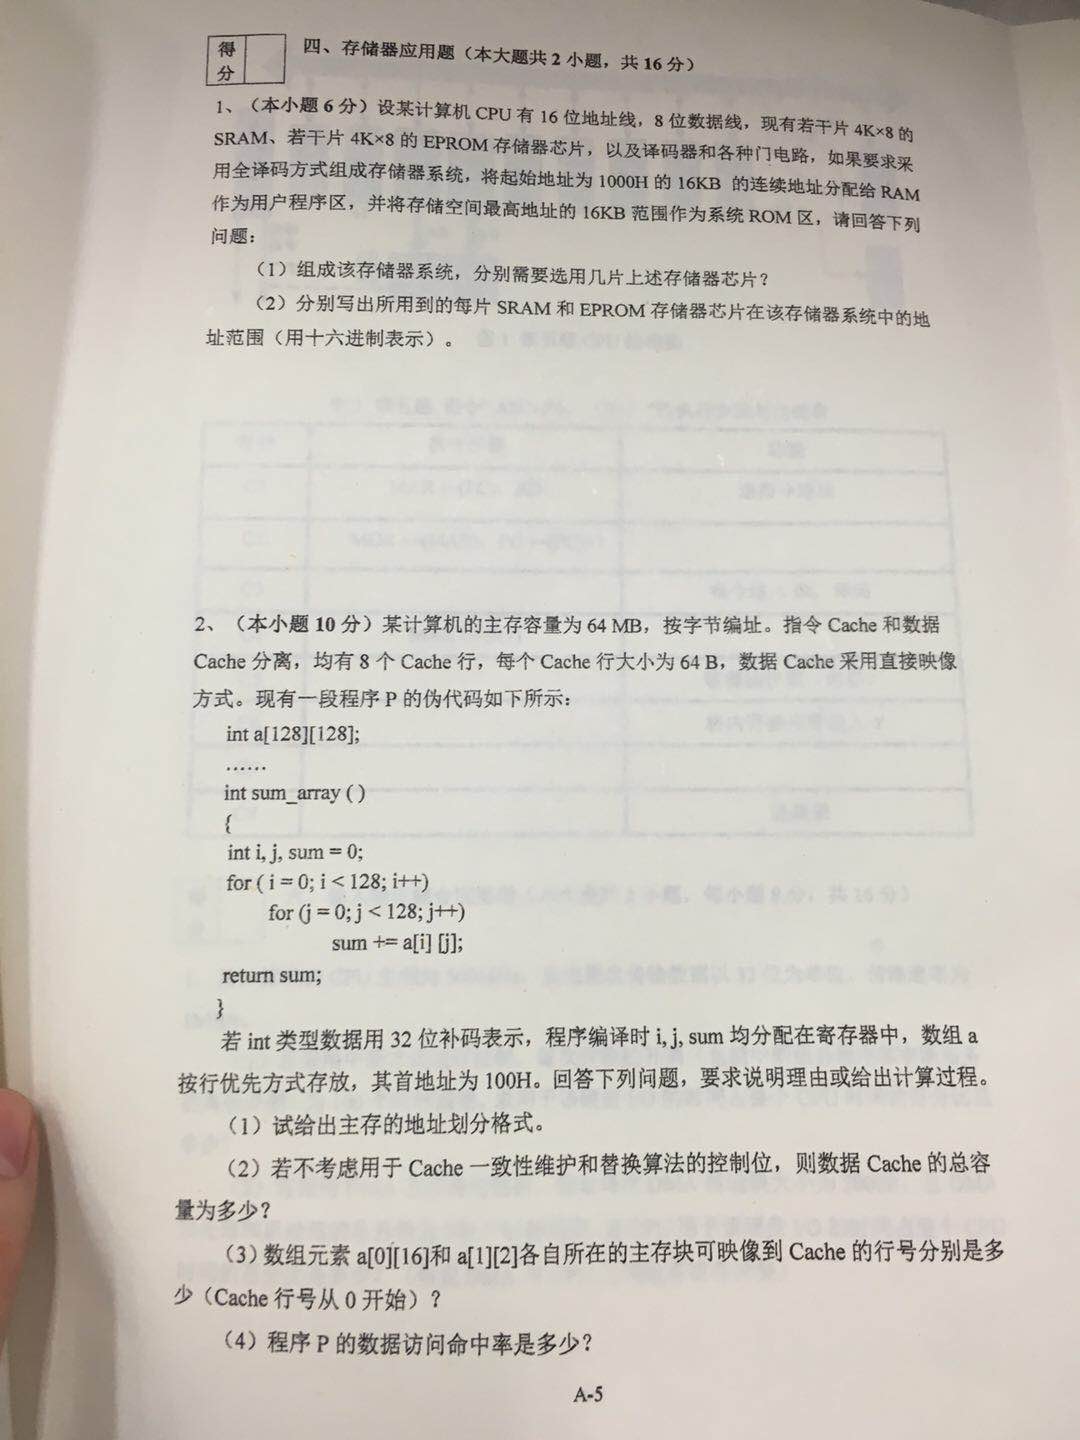 得分
四、存储器应用题（本大题共 2 小题，共 16 分）
1、（本小题 6 分）设某计算机 CPU 有 16 位地址线，8 位数据线，现有若干片 4K×8 的
SRAM、若干片 4K×8 的 EPROM 存储器芯片，以及译码器和各种门电路，如果要求采
用全译码方式组成存储器系统，将起始地址为 1000H 的 16KB 的连续地址分配给 RAM
作为用户程序区，并将存储空间最高地址的 16KB 范围作为系统 ROM 区，请回答下列
问题：
（1）组成该存储器系统，分别需要选用几片上述存储器芯片？
（2）分别写出所用到的每片 SRAM 和 EPROM 存储器芯片在该存储器系统中的地
址范围（用十六进制表示）。
2、（本小题 10 分）某计算机的主存容量为 64 MB，按字节编址。指令 Cache 和数据
Cache 分离，均有 8 个 Cache 行，每个 Cache 行大小为 64 B，数据 Cache 采用直接映像
方式。现有一段程序 P 的伪代码如下所示：
int a[128][128];
……
int sum_array ( )
{
int i, j, sum = 0;
for ( i = 0; i < 128; i++)
for (j = 0; j < 128; j++)
sum += a[i] [j];
return sum;
}
若 int 类型数据用 32 位补码表示，程序编译时 i, j, sum 均分配在寄存器中，数组 a
按行优先方式存放，其首地址为 100H。回答下列问题，要求说明理由或给出计算过程。
（1）试给出主存的地址划分格式。
（2）若不考虑用于 Cache 一致性维护和替换算法的控制位，则数据 Cache 的总容
量为多少？
（3）数组元素 a[0][16]和 a[1][2]各自所在的主存块可映像到 Cache 的行号分别是多
少（Cache 行号从 0 开始）？
（4）程序 P 的数据访问命中率是多少？
A-5